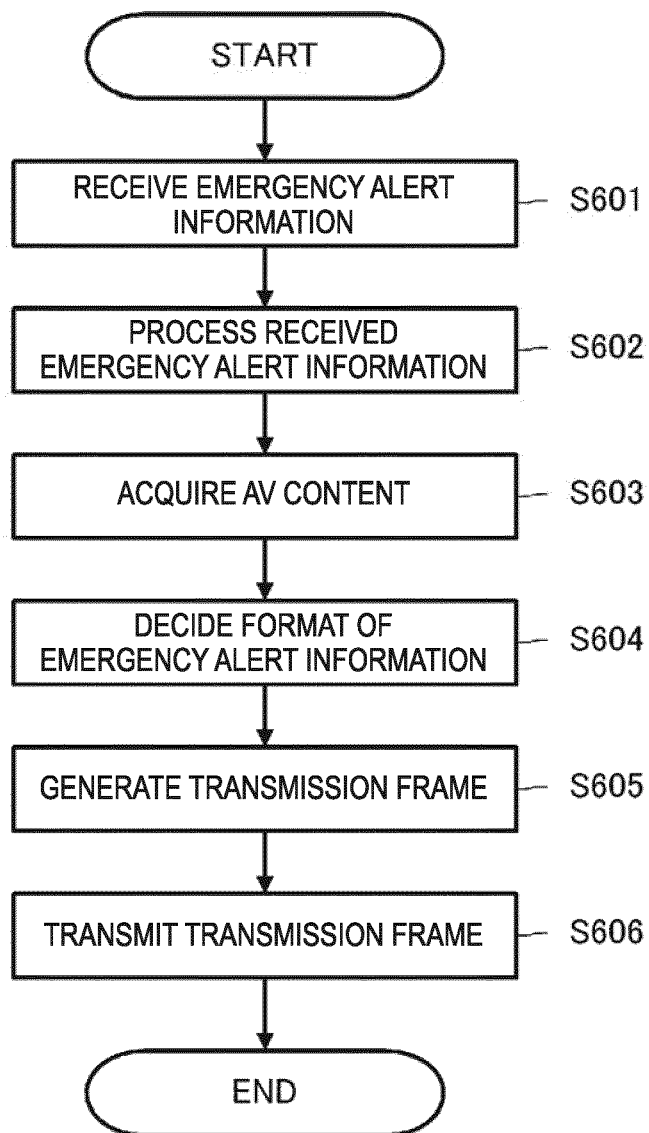 START
RECEIVE EMERGENCY ALERT
INFORMATION
S601
PROCESS RECEIVED
EMERGENCY ALERT INFORMATION
S602
ACQUIRE AV CONTENT
S603
DECIDE FORMAT OF
EMERGENCY ALERT INFORMATION
S604
GENERATE TRANSMISSION FRAME
S605
TRANSMIT TRANSMISSION FRAME
S606
END